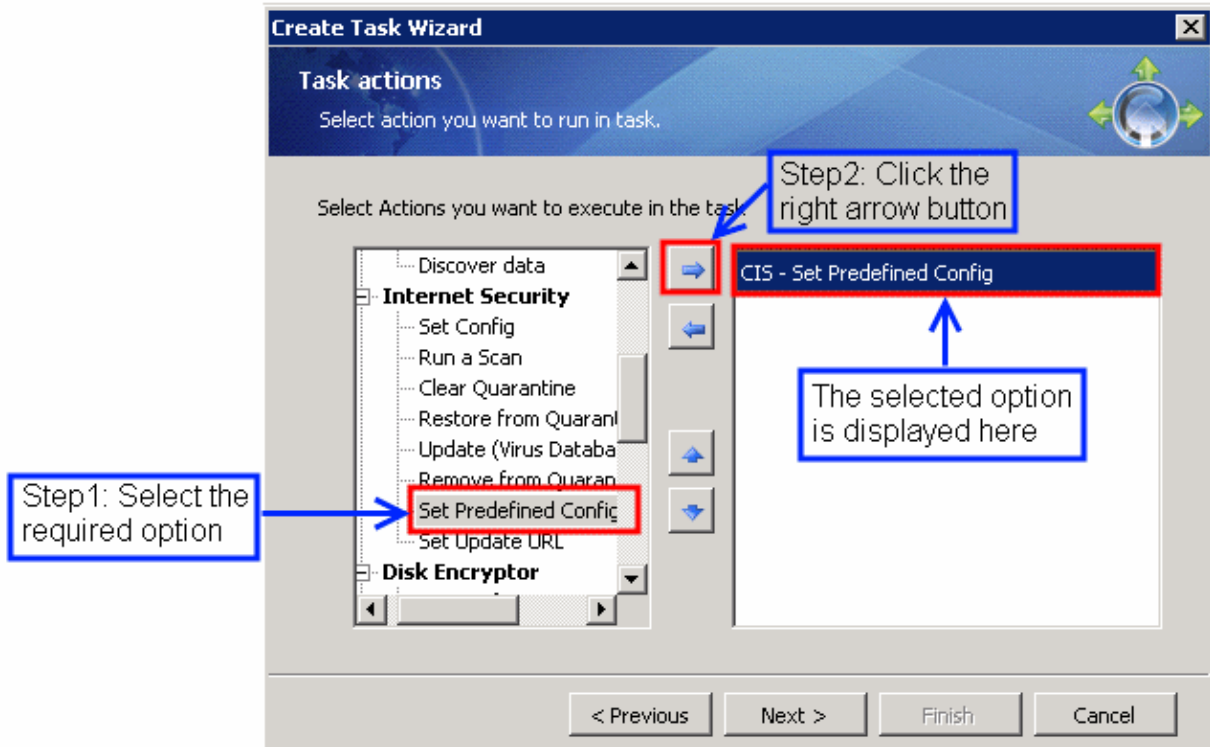 Create Task Wizard
Task actions
Select action you want to run in task.
Step2: Click the
right arrow button
Select Actions you want to execute in the task
Discover data
Internet Security
Set Config
Run a Scan
Clear Quarantine
Restore from Quaran
Update (Virus Databa
Remove from Quaran
Set Predefined Config
Set Update URL
Disk Encryptor
CIS - Set Predefined Config
The selected option
is displayed here
Step1: Select the
required option
< Previous
Next >
Finish
Cancel